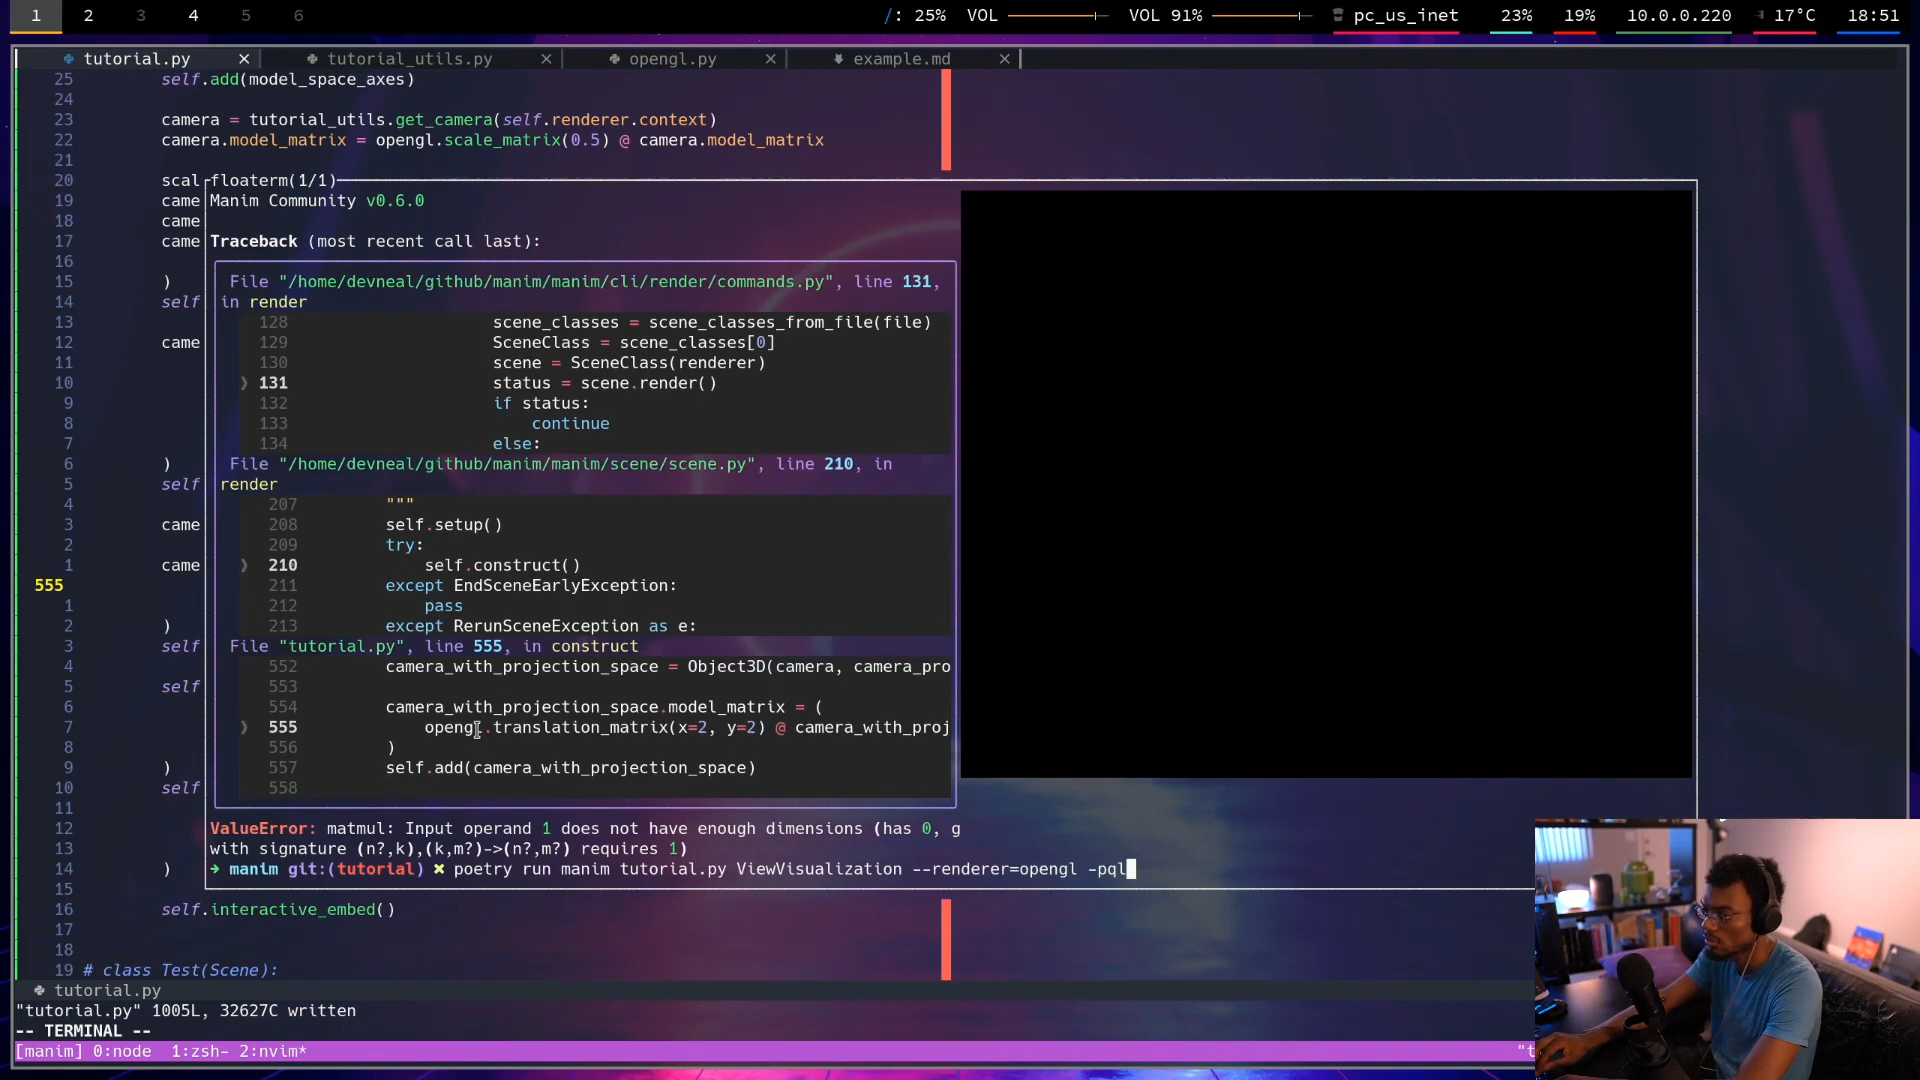 1 2 3 4 5 6 /: 25% VOL VOL 91% pc_us_inet 23% 19% 10.0.0.220 17°C 18:51
tutorial.py × tutorial_utils.py × opengl.py × example.md ×
25 self.add(model_space_axes)
24
23 camera = tutorial_utils.get_camera(self.renderer.context)
22 camera.model_matrix = opengl.scale_matrix(0.5) @ camera.model_matrix
21
20 scal floaterm(1/1)
19 came Manim Community v0.6.0
18 came
17 came Traceback (most recent call last):
16
15 ) File "/home/devneal/github/manim/manim/cli/render/commands.py", line 131,
14 self in render
13 128 scene_classes = scene_classes_from_file(file)
12 came 129 SceneClass = scene_classes[0]
11 130 scene = SceneClass(renderer)
10 ❱ 131 status = scene.render()
9 132 if status:
8 133 continue
7 134 else:
6 ) File "/home/devneal/github/manim/manim/scene/scene.py", line 210, in
5 self render
4 207 """
3 came 208 self.setup()
2 209 try:
1 came ❱ 210 self.construct()
555 211 except EndSceneEarlyException:
1 212 pass
2 ) 213 except RerunSceneException as e:
3 self File "tutorial.py", line 555, in construct
4 552 camera_with_projection_space = Object3D(camera, camera_pro
5 self 553
6 554 camera_with_projection_space.model_matrix = (
7 ❱ 555 opengl.translation_matrix(x=2, y=2) @ camera_with_proj
8 556 )
9 ) 557 self.add(camera_with_projection_space)
10 self 558
11
12 ValueError: matmul: Input operand 1 does not have enough dimensions (has 0, g
13 with signature (n?,k),(k,m?)->(n?,m?) requires 1)
14 ) → manim git:(tutorial) ✖ poetry run manim tutorial.py ViewVisualization --renderer=opengl -pql
15
16 self.interactive_embed()
17
18
19 # class Test(Scene):
tutorial.py
"tutorial.py" 1005L, 32627C written
-- TERMINAL --
[manim] 0:node 1:zsh- 2:nvim* "t